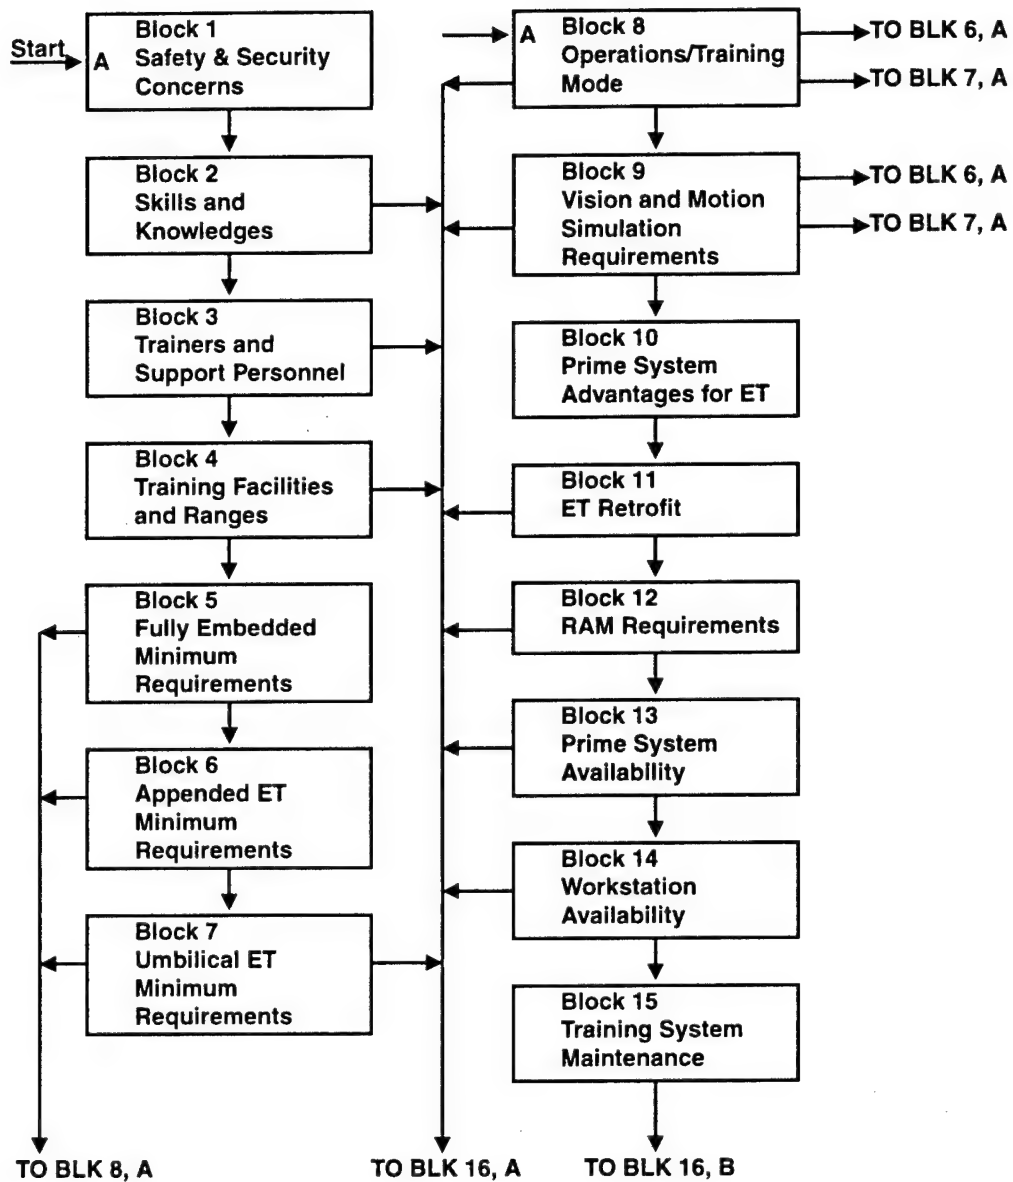 Start
A
Block 1
Safety & Security
Concerns
Block 2
Skills and
Knowledges
Block 3
Trainers and
Support Personnel
Block 4
Training Facilities
and Ranges
Block 5
Fully Embedded
Minimum
Requirements
Block 6
Appended ET
Minimum
Requirements
Block 7
Umbilical ET
Minimum
Requirements
TO BLK 8, A
A
Block 8
Operations/Training
Mode
TO BLK 6, A
TO BLK 7, A
Block 9
Vision and Motion
Simulation
Requirements
TO BLK 6, A
TO BLK 7, A
Block 10
Prime System
Advantages for ET
Block 11
ET Retrofit
Block 12
RAM Requirements
Block 13
Prime System
Availability
Block 14
Workstation
Availability
Block 15
Training System
Maintenance
TO BLK 16, A
TO BLK 16, B